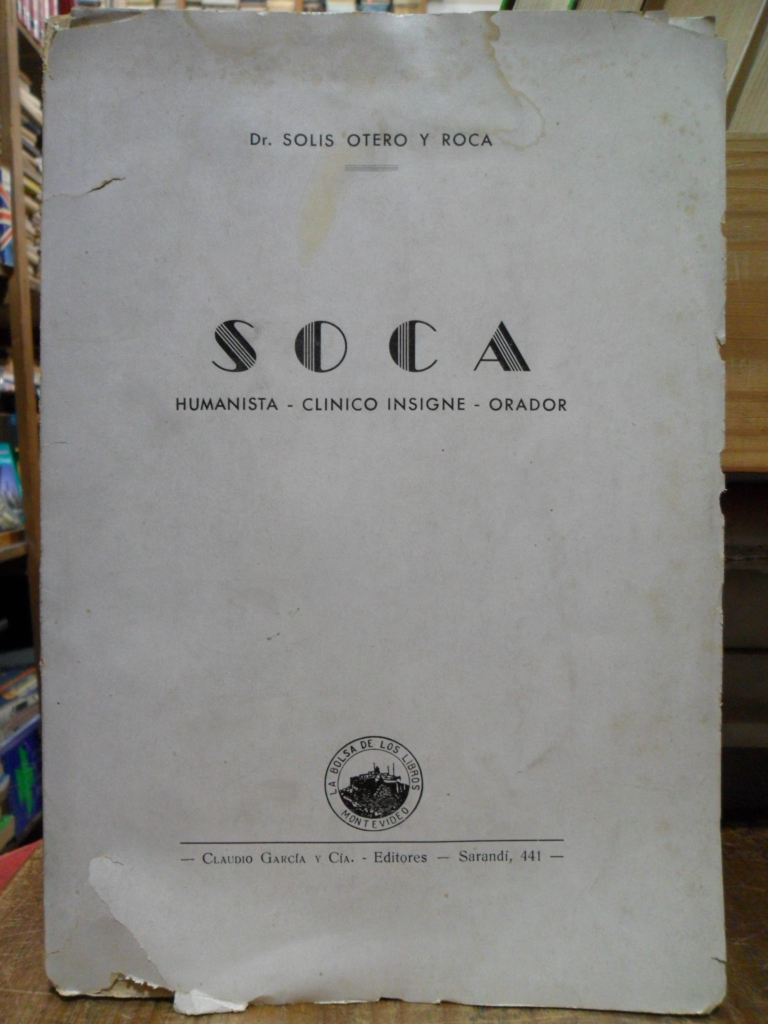 Dr. SOLIS OTERO Y ROCA
SOCA
HUMANISTA - CLINICO INSIGNE - ORADOR
LA BOLSA DE LOS LIBROS
MONTEVIDEO
— CLAUDIO GARCÍA Y CÍA. - Editores — Sarandí, 441 —